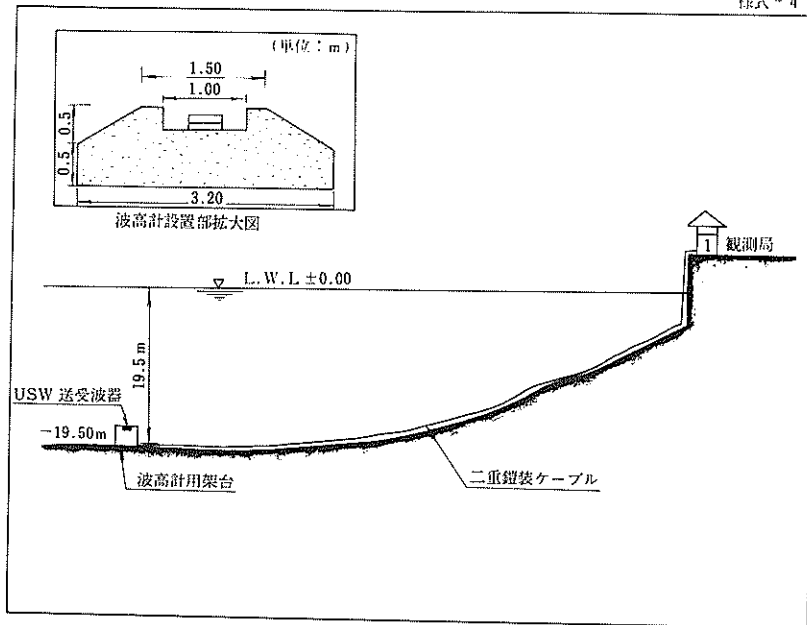 様式-4
(単位：m)
1.50
1.00
0.5
0.5
3.20
波高計設置部拡大図
1 観測局
L.W.L ±0.00
19.5m
USW 送受波器
-19.50m
波高計用架台
二重鎧装ケーブル